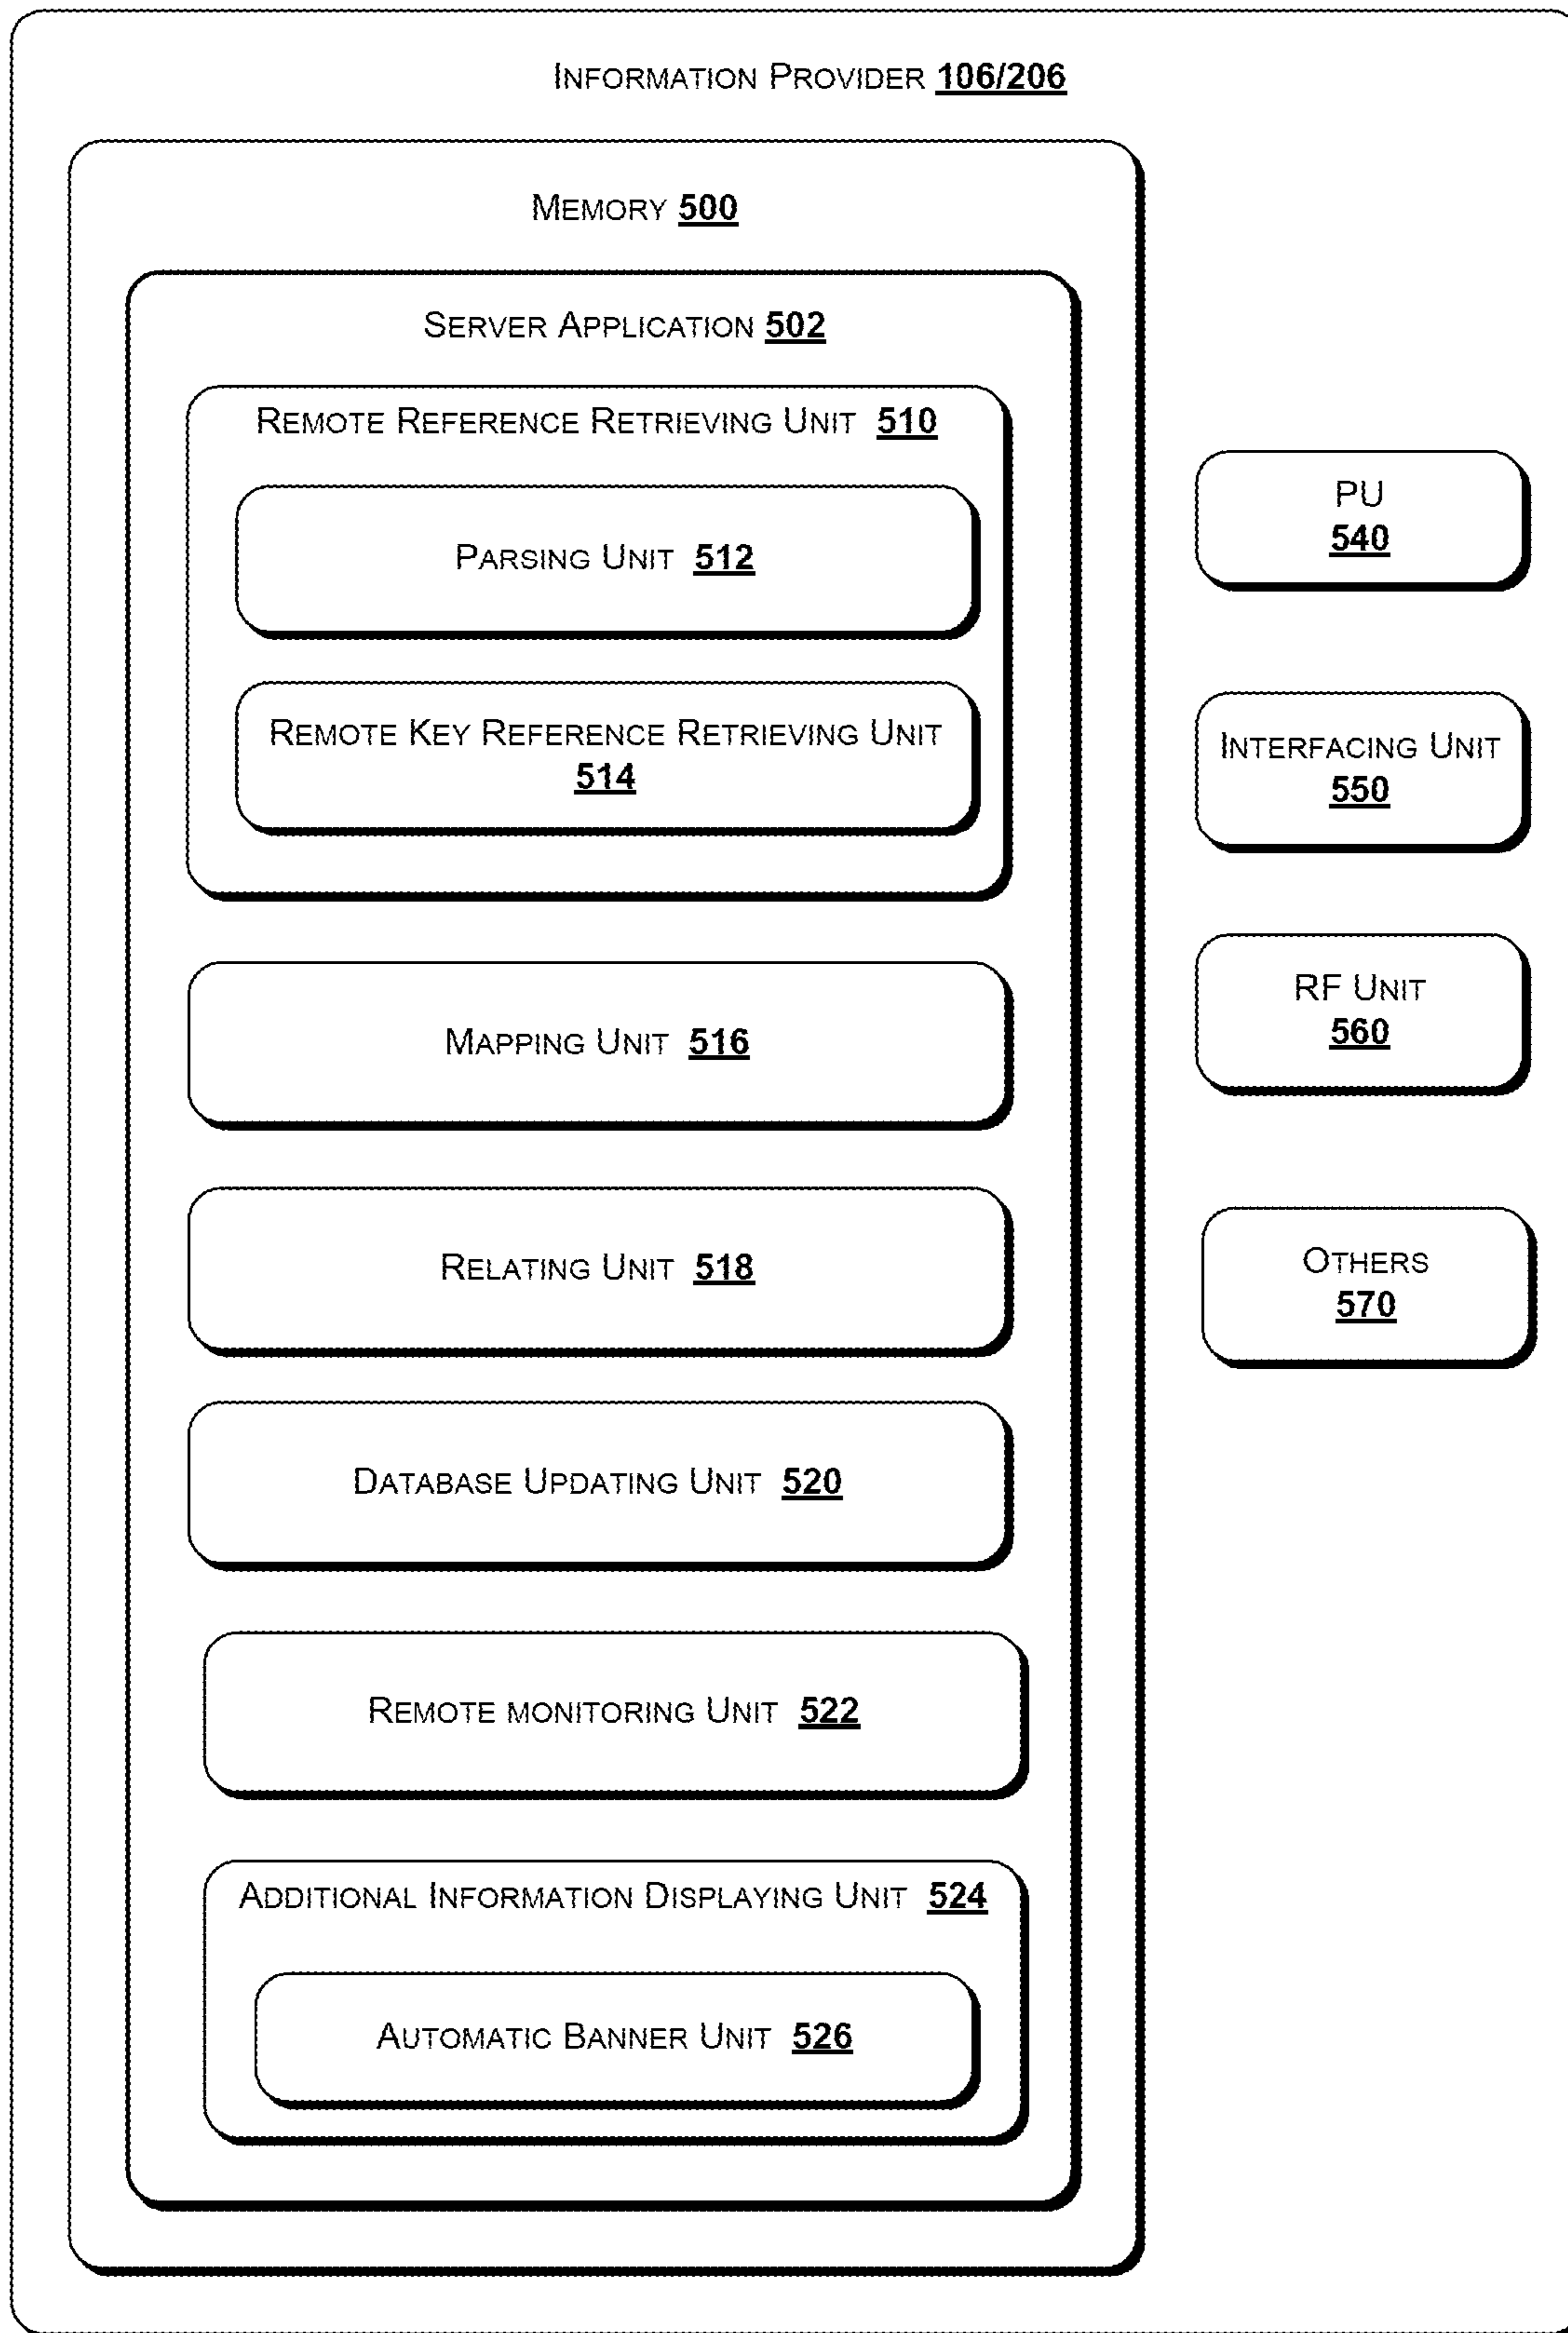 INFORMATION PROVIDER 106/206
MEMORY 500
SERVER APPLICATION 502
REMOTE REFERENCE RETRIEVING UNIT 510
PARSING UNIT 512
REMOTE KEY REFERENCE RETRIEVING UNIT
514
MAPPING UNIT 516
RELATING UNIT 518
DATABASE UPDATING UNIT 520
REMOTE MONITORING UNIT 522
ADDITIONAL INFORMATION DISPLAYING UNIT 524
AUTOMATIC BANNER UNIT 526
PU
540
INTERFACING UNIT
550
RF UNIT
560
OTHERS
570